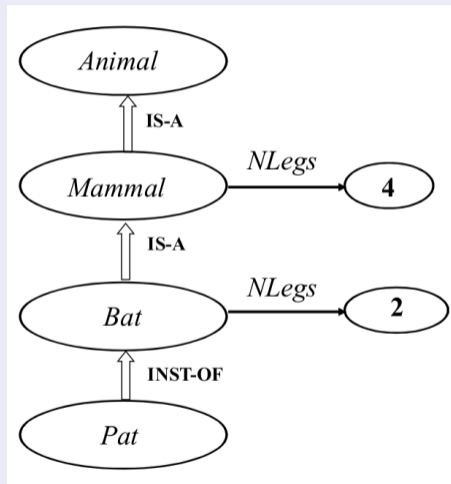 Animal
IS-A
NLegs
Mammal
4
IS-A
NLegs
Bat
2
INST-OF
Pat